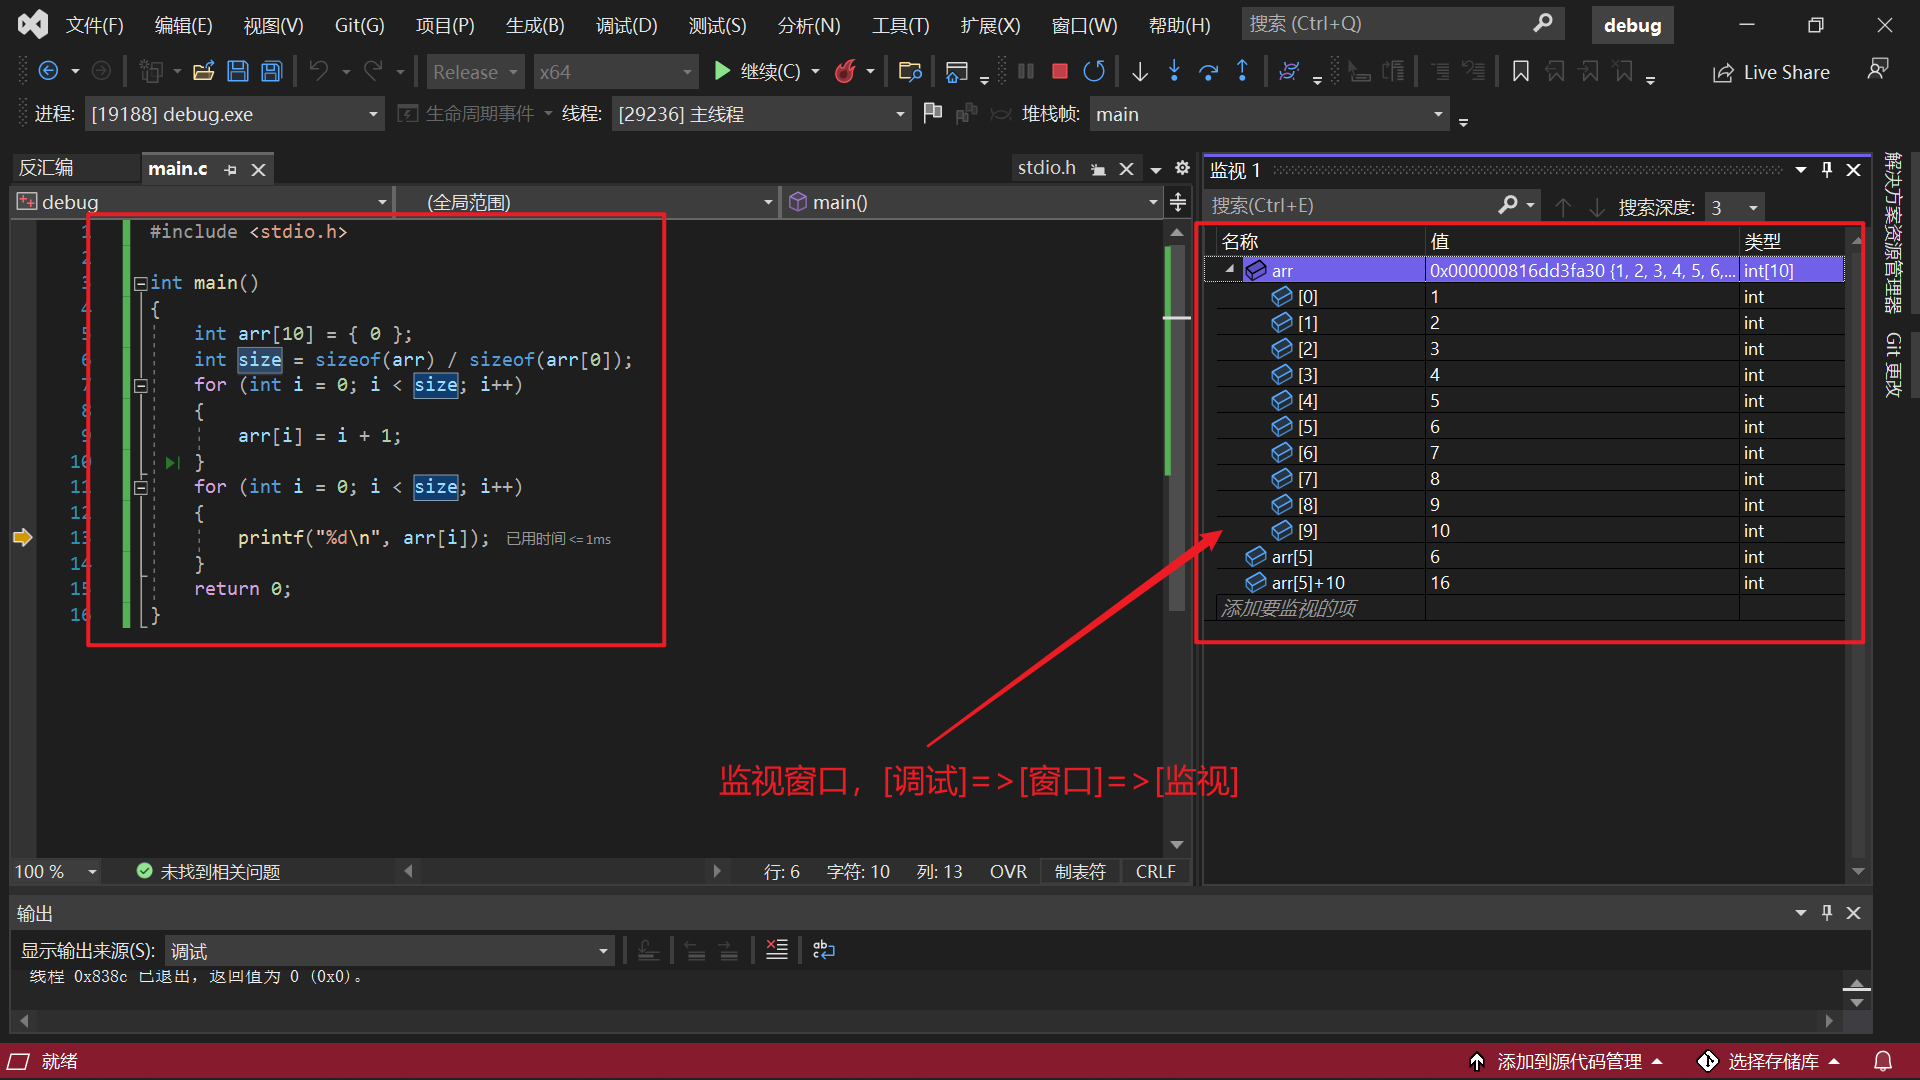 文件(F) 编辑(E) 视图(V) Git(G) 项目(P) 生成(B) 调试(D) 测试(S) 分析(N) 工具(T) 扩展(X) 窗口(W) 帮助(H) 搜索 (Ctrl+Q) debug
Release x64 继续(C) Live Share
进程: [19188] debug.exe 生命周期事件 线程: [29236] 主线程 堆栈帧: main
反汇编 main.c stdio.h
debug (全局范围) main()
1 #include <stdio.h>
2
3 int main()
4 {
5 int arr[10] = { 0 };
6 int size = sizeof(arr) / sizeof(arr[0]);
7 for (int i = 0; i < size; i++)
8 {
9 arr[i] = i + 1;
10 }
11 for (int i = 0; i < size; i++)
12 {
13 printf("%d\n", arr[i]); 已用时间 <= 1ms
14 }
15 return 0;
16 }
监视窗口，[调试]=>[窗口]=>[监视]
100 % 未找到相关问题 行: 6 字符: 10 列: 13 OVR 制表符 CRLF
监视 1
搜索(Ctrl+E) 搜索深度: 3
名称 值 类型
arr 0x000000816dd3fa30 {1, 2, 3, 4, 5, 6,... int[10]
[0] 1 int
[1] 2 int
[2] 3 int
[3] 4 int
[4] 5 int
[5] 6 int
[6] 7 int
[7] 8 int
[8] 9 int
[9] 10 int
arr[5] 6 int
arr[5]+10 16 int
添加要监视的项
解决方案资源管理器
Git 更改
输出
显示输出来源(S): 调试
线程 0x838c 已退出，返回值为 0 (0x0)。
就绪 添加到源代码管理 选择存储库